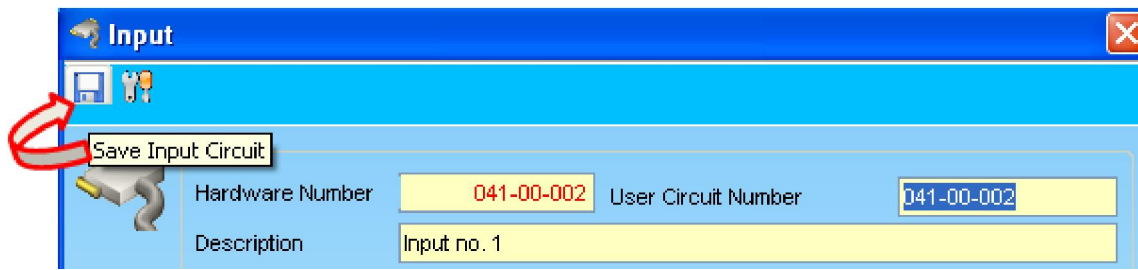 Input
Save Input Circuit
Hardware Number 041-00-002 User Circuit Number 041-00-002
Description Input no. 1